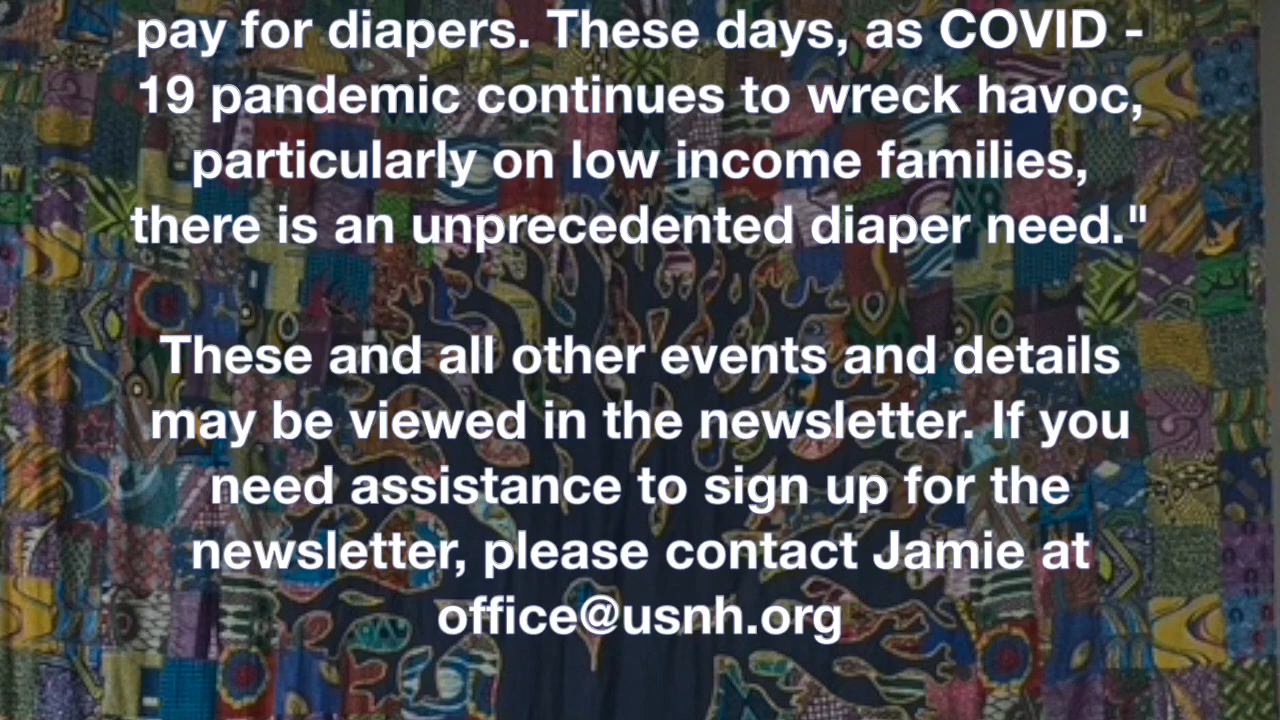 pay for diapers. These days, as COVID -
19 pandemic continues to wreck havoc,
particularly on low income families,
there is an unprecedented diaper need."
These and all other events and details
may be viewed in the newsletter. If you
need assistance to sign up for the
newsletter, please contact Jamie at
office@usnh.org